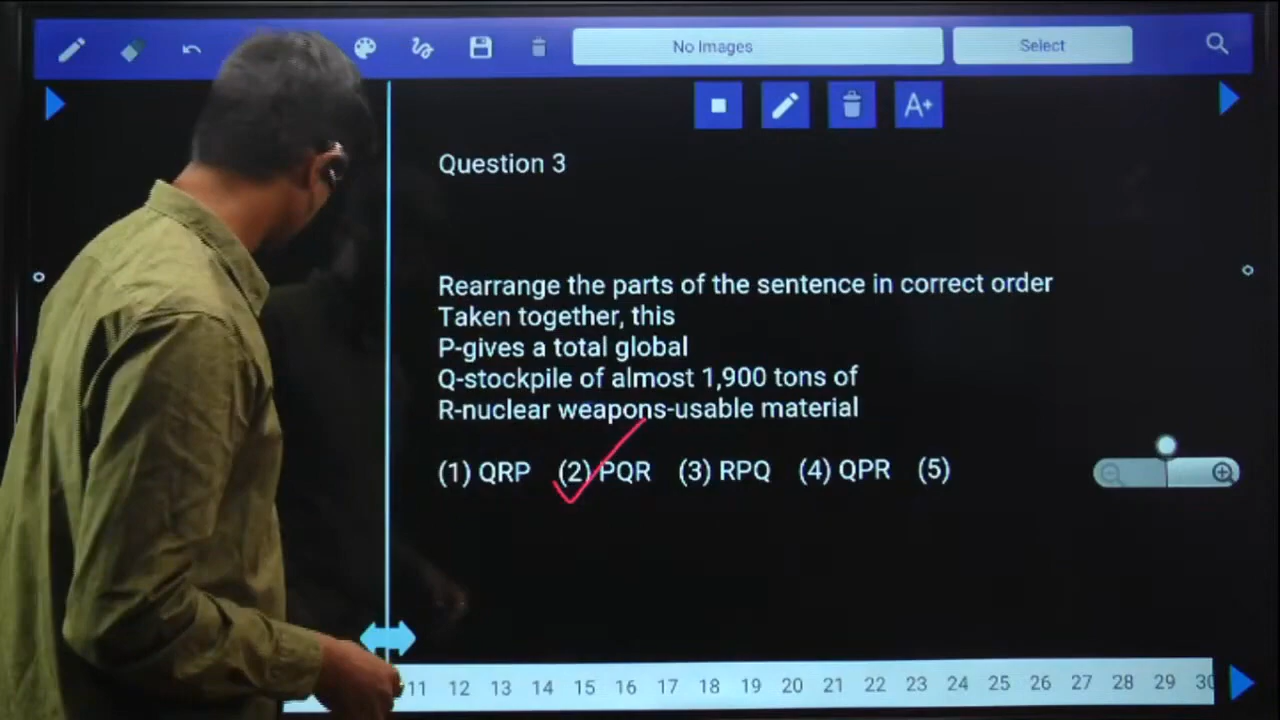 No Images Select
A+
Question 3
Rearrange the parts of the sentence in correct order
Taken together, this
P-gives a total global
Q-stockpile of almost 1,900 tons of
R-nuclear weapons-usable material
(1) QRP (2) PQR (3) RPQ (4) QPR (5)
11 12 13 14 15 16 17 18 19 20 21 22 23 24 25 26 27 28 29 30